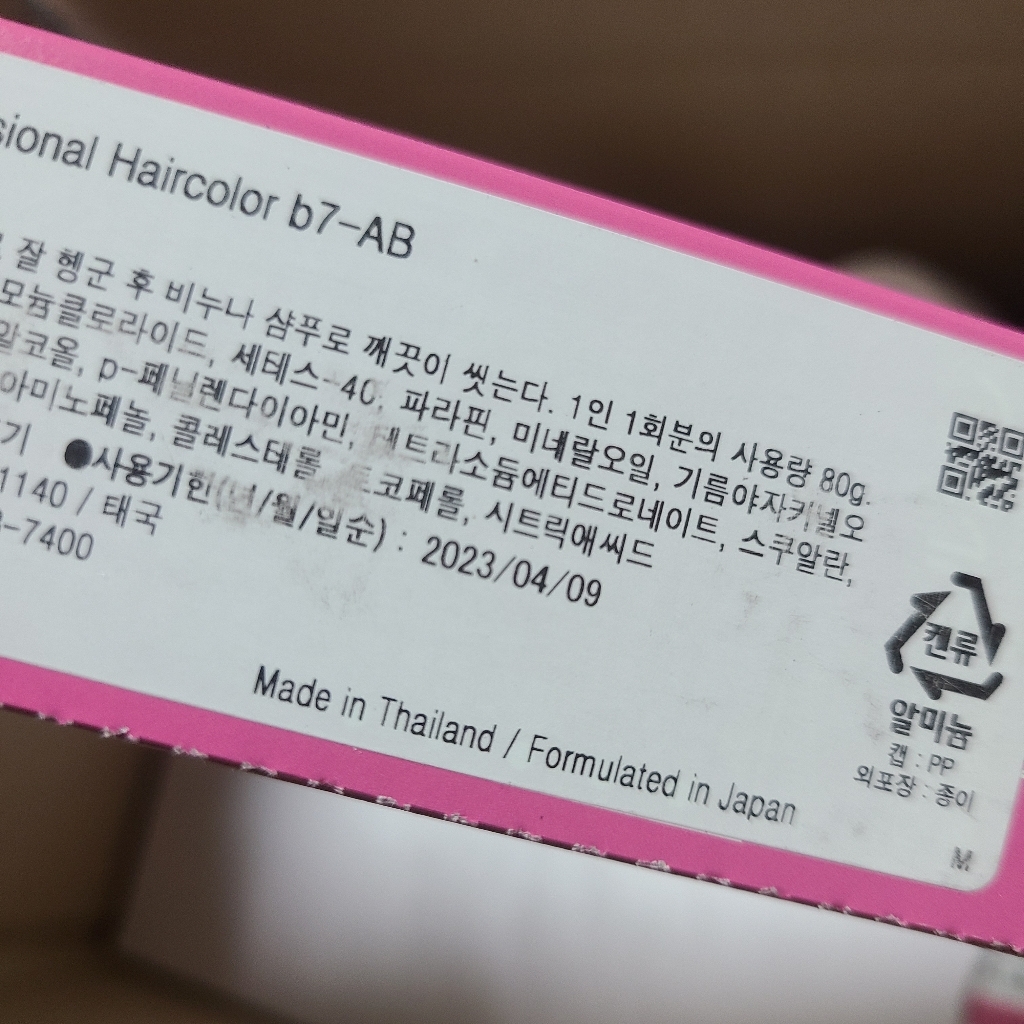 sional Haircolor b7-AB
잘 헹군 후 비누나 샴푸로 깨끗이 씻는다. 1인 1회분의 사용량 80g.
모늄클로라이드, 세테스-40, 파라핀, 미네랄오일, 기름야자커넬오
알코올, p-페닐렌다이아민, 테트라소듐에티드로네이트, 스쿠알란,
아미노페놀, 콜레스테롤, 토코페롤, 시트릭애씨드
기 ●사용기한(년/월/일순) : 2023/04/09
1140 / 태국
-7400
Made in Thailand / Formulated in Japan
캔류
알미늄
캡 : PP
외포장 : 종이
M